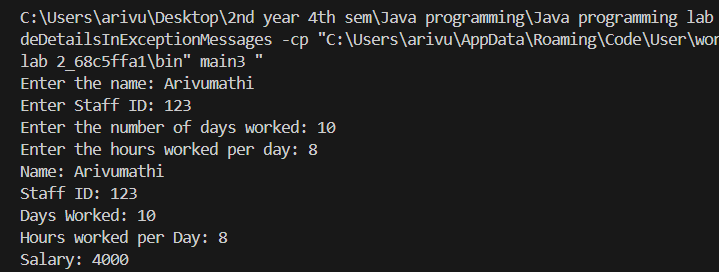 C:\Users\arivu\Desktop\2nd year 4th sem\Java programming\Java programming lab
deDetailsInExceptionMessages -cp "C:\Users\arivu\AppData\Roaming\Code\User\wor
lab 2_68c5ffa1\bin" main3 "
Enter the name: Arivumathi
Enter Staff ID: 123
Enter the number of days worked: 10
Enter the hours worked per day: 8
Name: Arivumathi
Staff ID: 123
Days Worked: 10
Hours worked per Day: 8
Salary: 4000